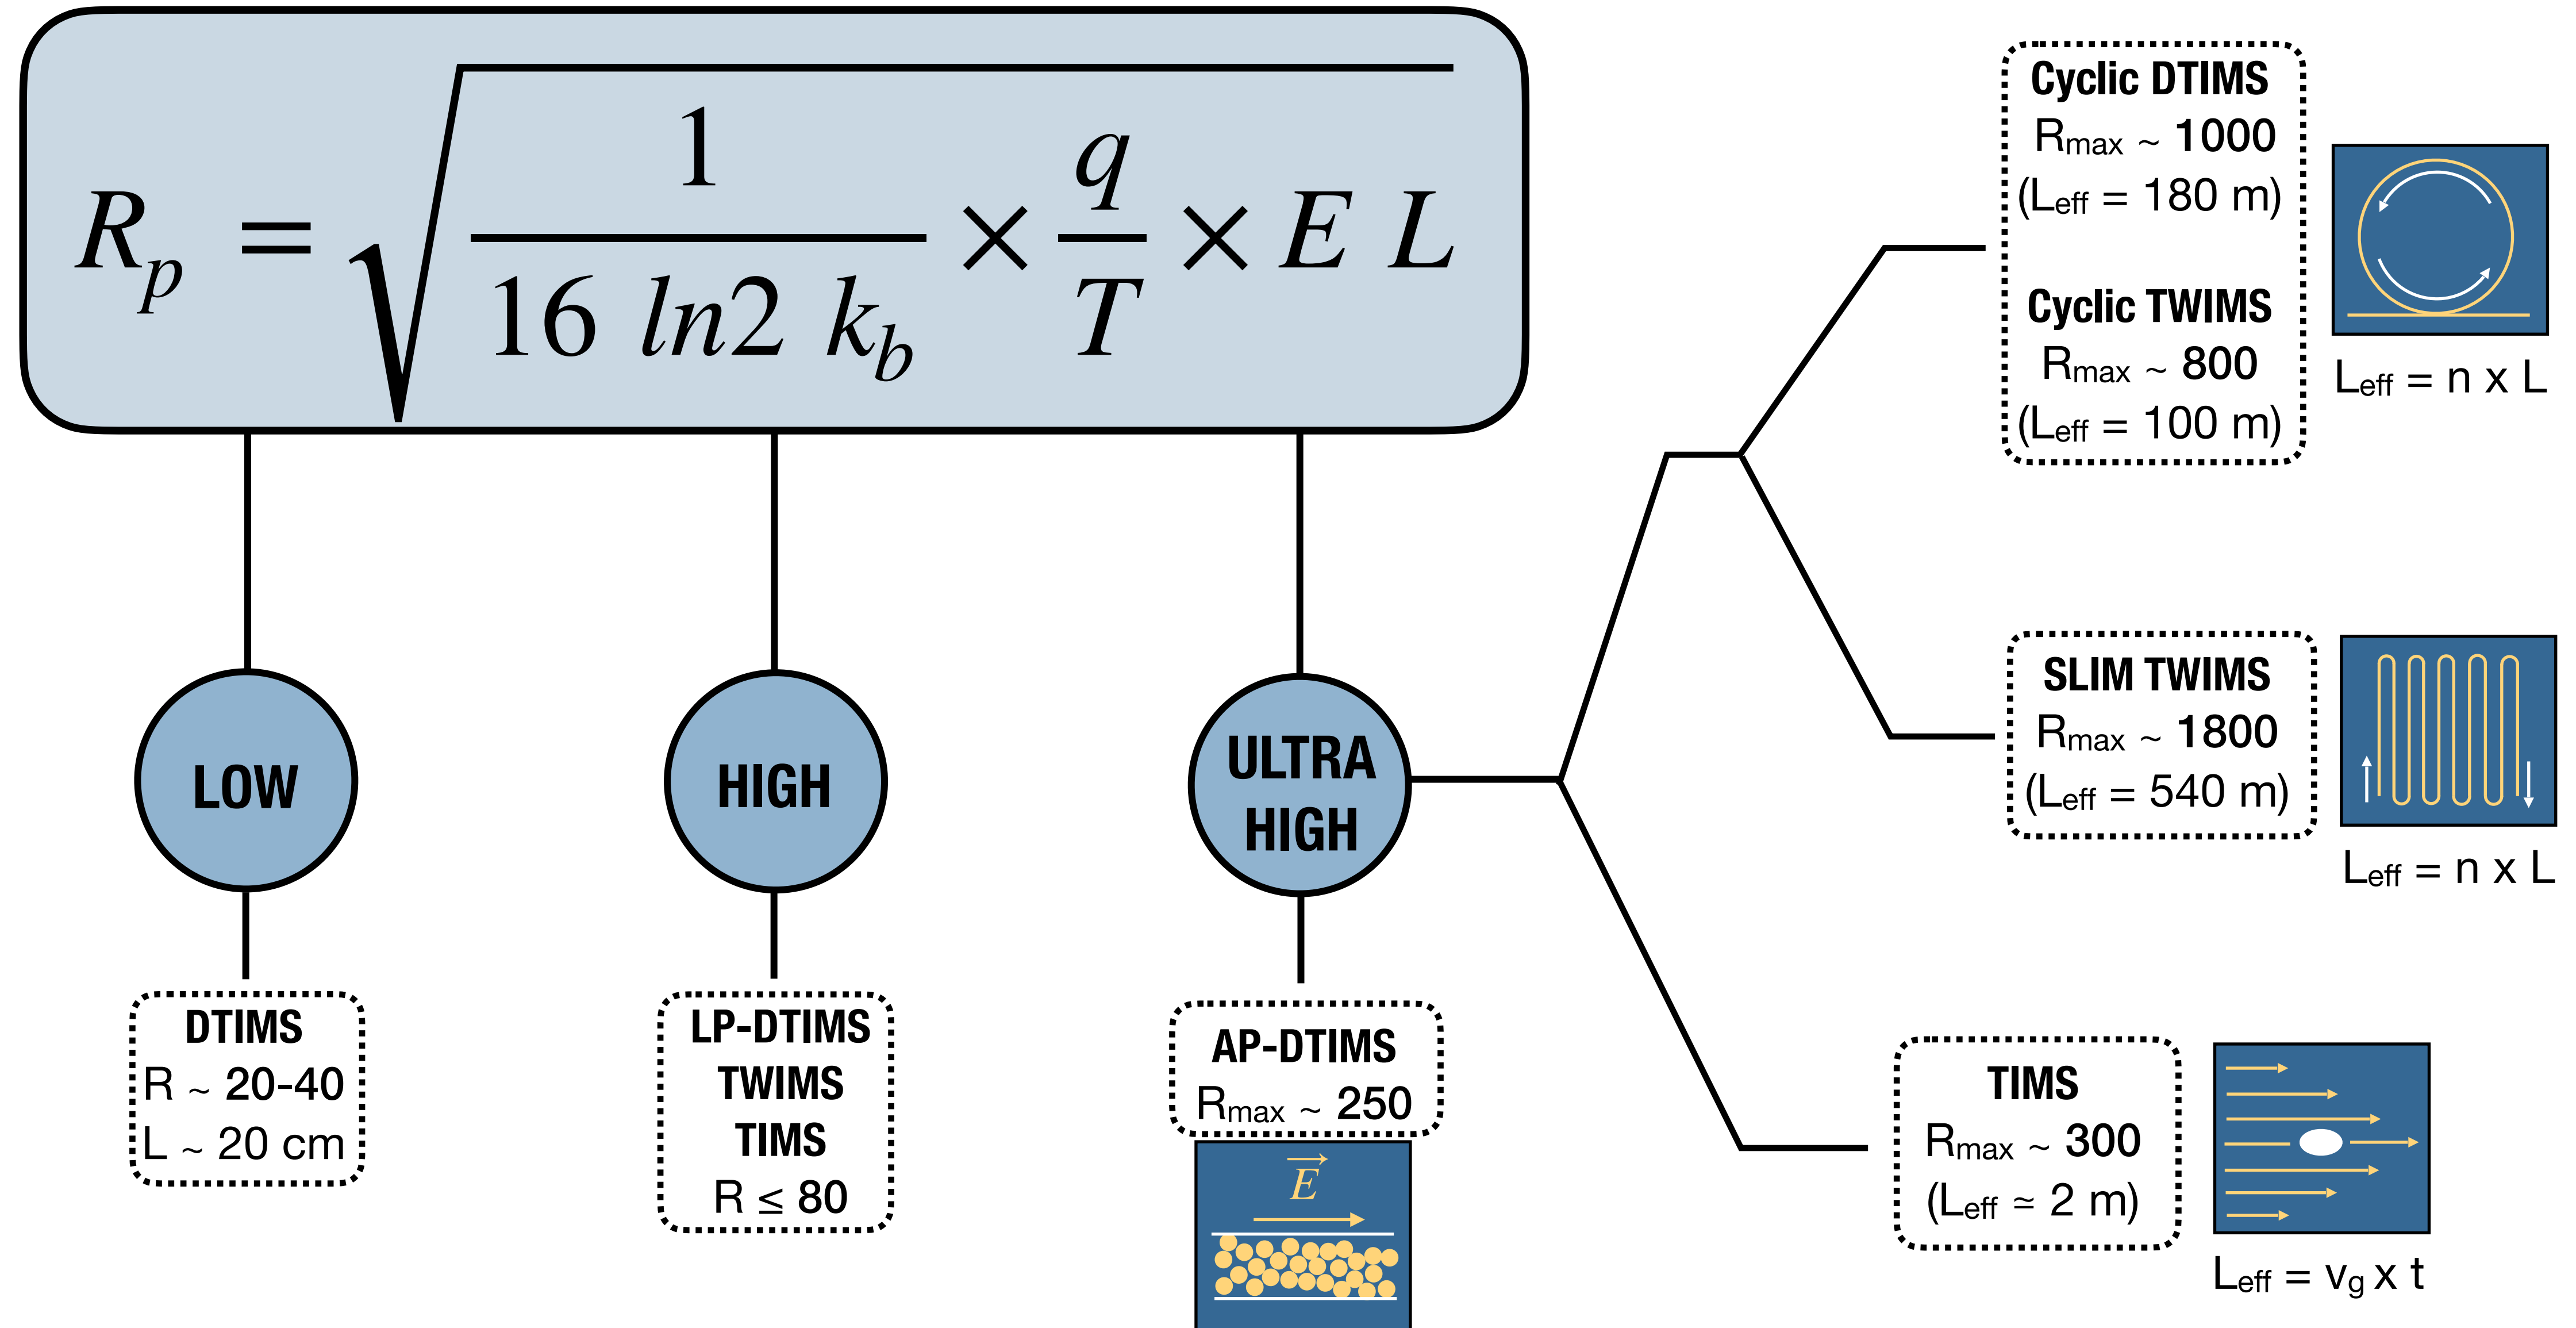 R_p = √(1 / (16 ln2 k_b) × q / T × E L)
LOW
HIGH
ULTRA
HIGH
DTIMS
R ~ 20-40
L ~ 20 cm
LP-DTIMS
TWIMS
TIMS
R ≤ 80
AP-DTIMS
Rmax ~ 250
E
Cyclic DTIMS
Rmax ~ 1000
(Leff = 180 m)
Cyclic TWIMS
Rmax ~ 800
(Leff = 100 m)
Leff = n x L
SLIM TWIMS
Rmax ~ 1800
(Leff = 540 m)
Leff = n x L
TIMS
Rmax ~ 300
(Leff ≃ 2 m)
Leff = vg x t